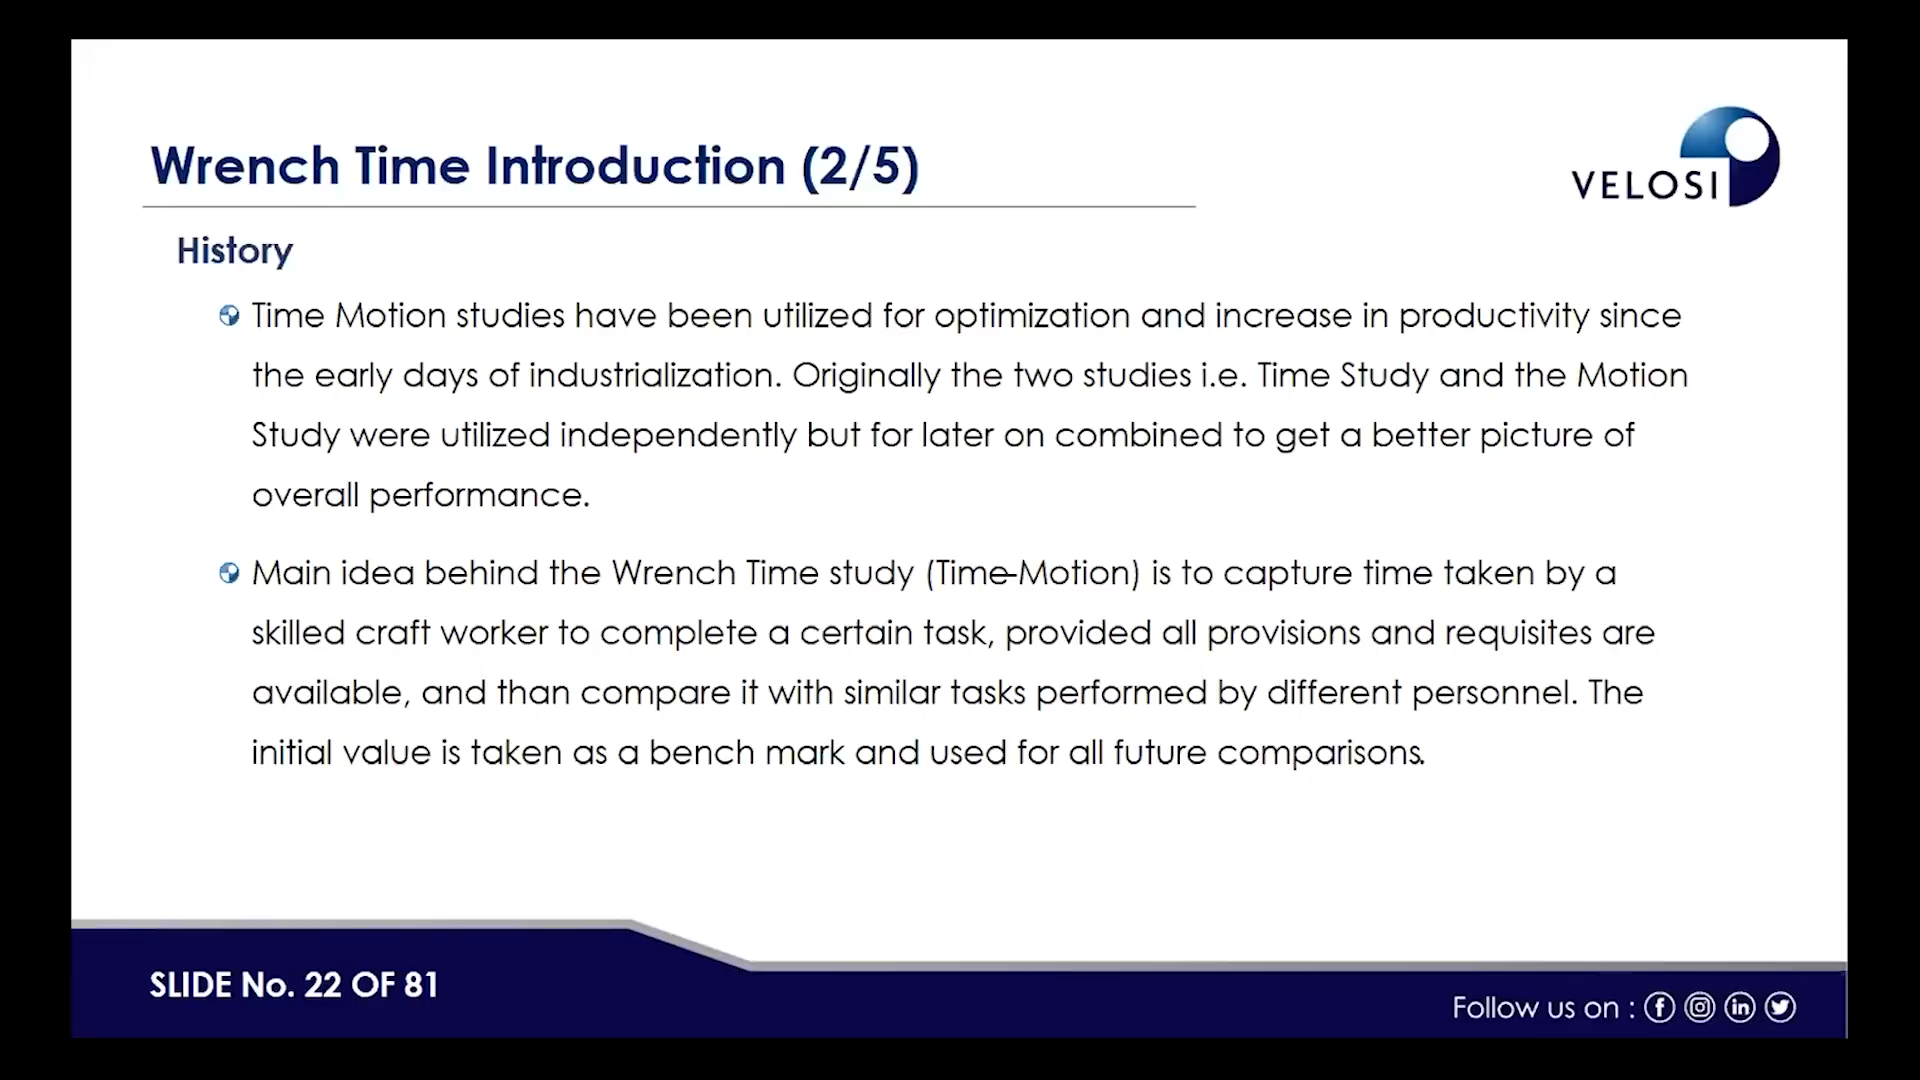 Wrench Time Introduction (2/5)
VELOSI
History
Time Motion studies have been utilized for optimization and increase in productivity since
the early days of industrialization. Originally the two studies i.e. Time Study and the Motion
Study were utilized independently but for later on combined to get a better picture of
overall performance.
Main idea behind the Wrench Time study (Time-Motion) is to capture time taken by a
skilled craft worker to complete a certain task, provided all provisions and requisites are
available, and than compare it with similar tasks performed by different personnel. The
initial value is taken as a bench mark and used for all future comparisons.
SLIDE No. 22 OF 81
Follow us on :